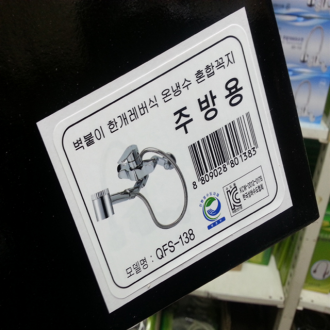 벽붙이 한개레버식 온냉수 혼합꼭지
주방용
8 809028 801383
모델명 : QFS-138